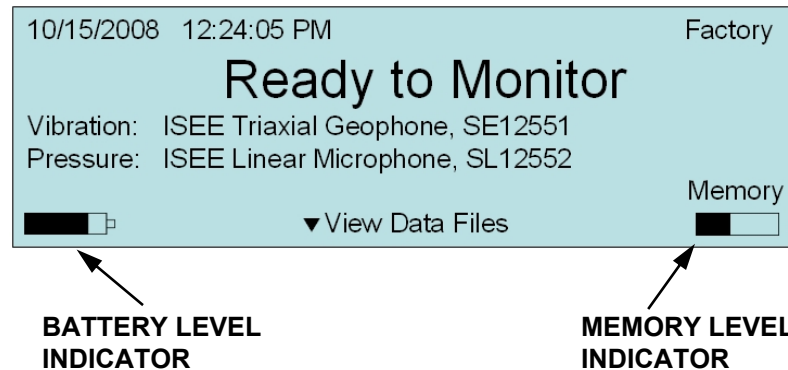 10/15/2008 12:24:05 PM Factory
Ready to Monitor
Vibration: ISEE Triaxial Geophone, SE12551
Pressure: ISEE Linear Microphone, SL12552
Memory
▼View Data Files
BATTERY LEVEL INDICATOR
MEMORY LEVEL INDICATOR